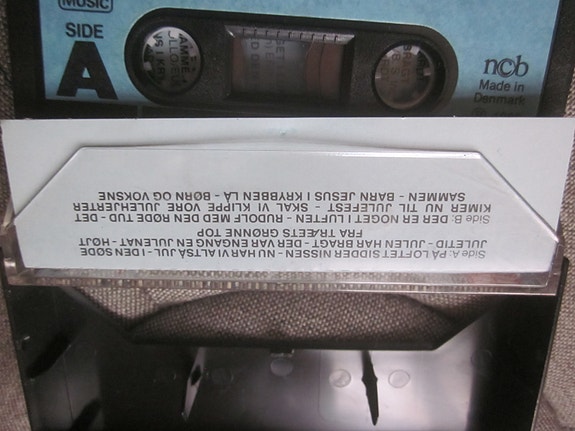 MUSIC
SIDE
A
ncb
Made in
Denmark
Side A: PÅ LOFTET SIDDER NISSEN - NU HAR VI ALTSÅ JUL - I DEN SØDE
JULETID - JULEN HAR BRAGT - DER VAR ENGANG EN JULENAT - HØJT
FRA TRÆETS GRØNNE TOP
Side B: DER ER NOGET I LUFTEN - RUDOLF MED DEN RØDE TUD - DET
KIMER NU TIL JULEFEST - SKAL VI KLIPPE VORE JULEHJERTER
SAMMEN - BARN JESUS I KRYBBEN LÅ - BØRN OG VOKSNE